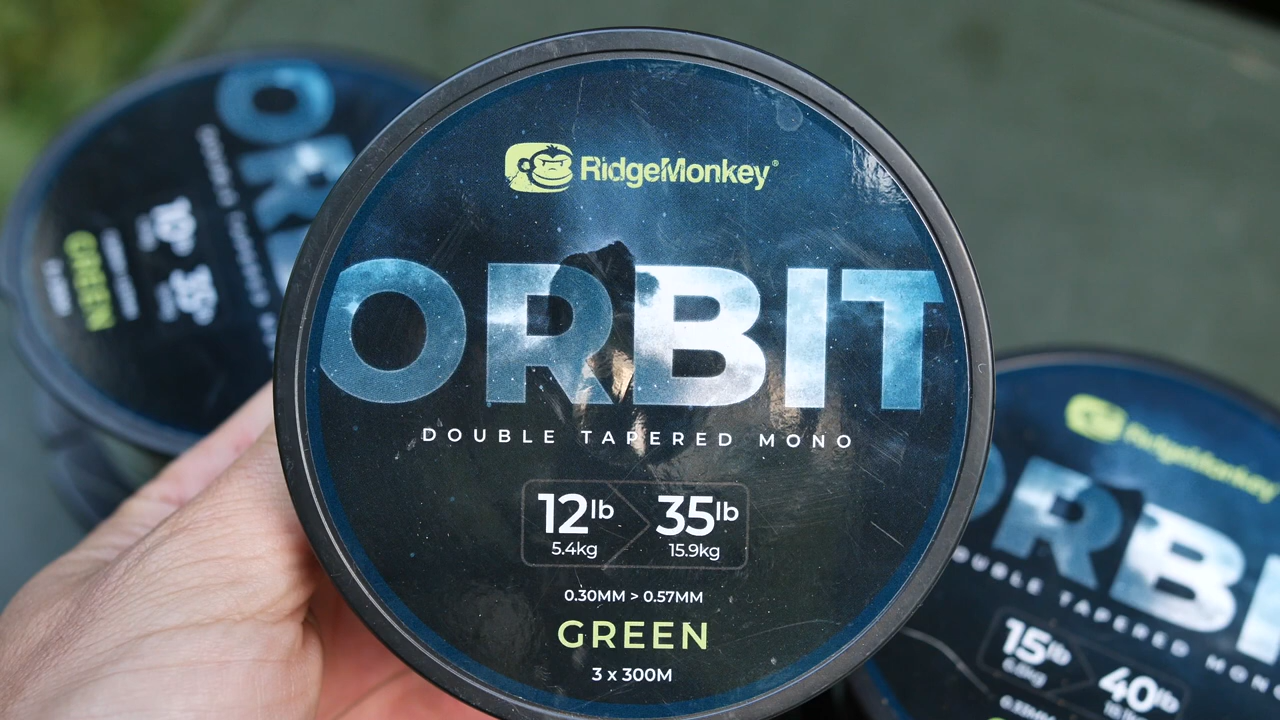 RidgeMonkey®
ORBIT
DOUBLE TAPERED MONO
12lb 35lb
5.4kg 15.9kg
0.30MM > 0.57MM
GREEN
3 x 300M
GREEN
RidgeMonkey
ORBI
DOUBLE TAPERED MONO
15lb
40lb